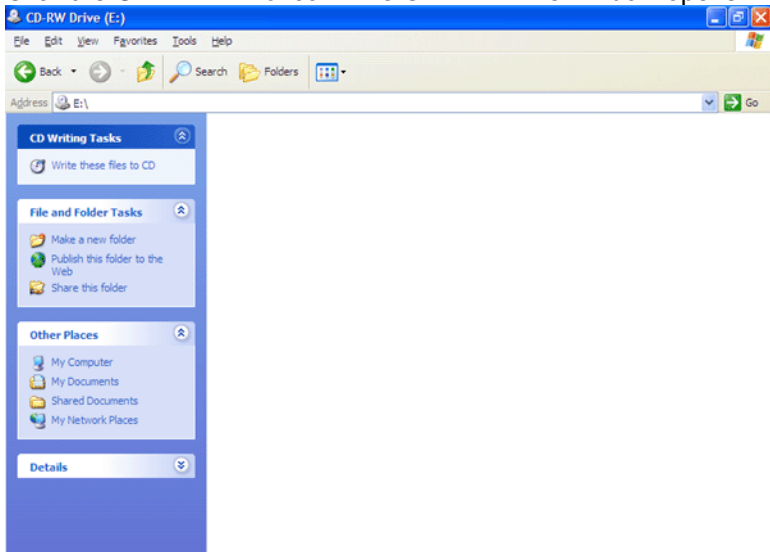 CD-RW Drive (E:)
File Edit View Favorites Tools Help
Back Search Folders
Address E:\ Go
CD Writing Tasks
Write these files to CD
File and Folder Tasks
Make a new folder
Publish this folder to the
Web
Share this folder
Other Places
My Computer
My Documents
Shared Documents
My Network Places
Details